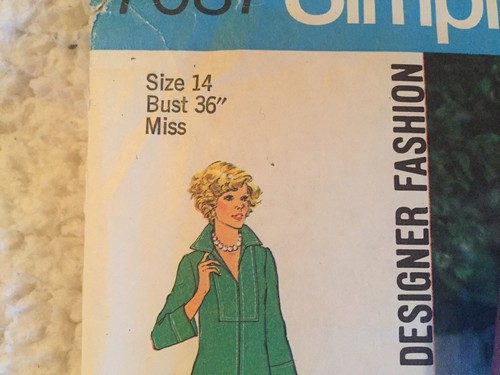 Size 14
Bust 36"
Miss
DESIGNER FASHION